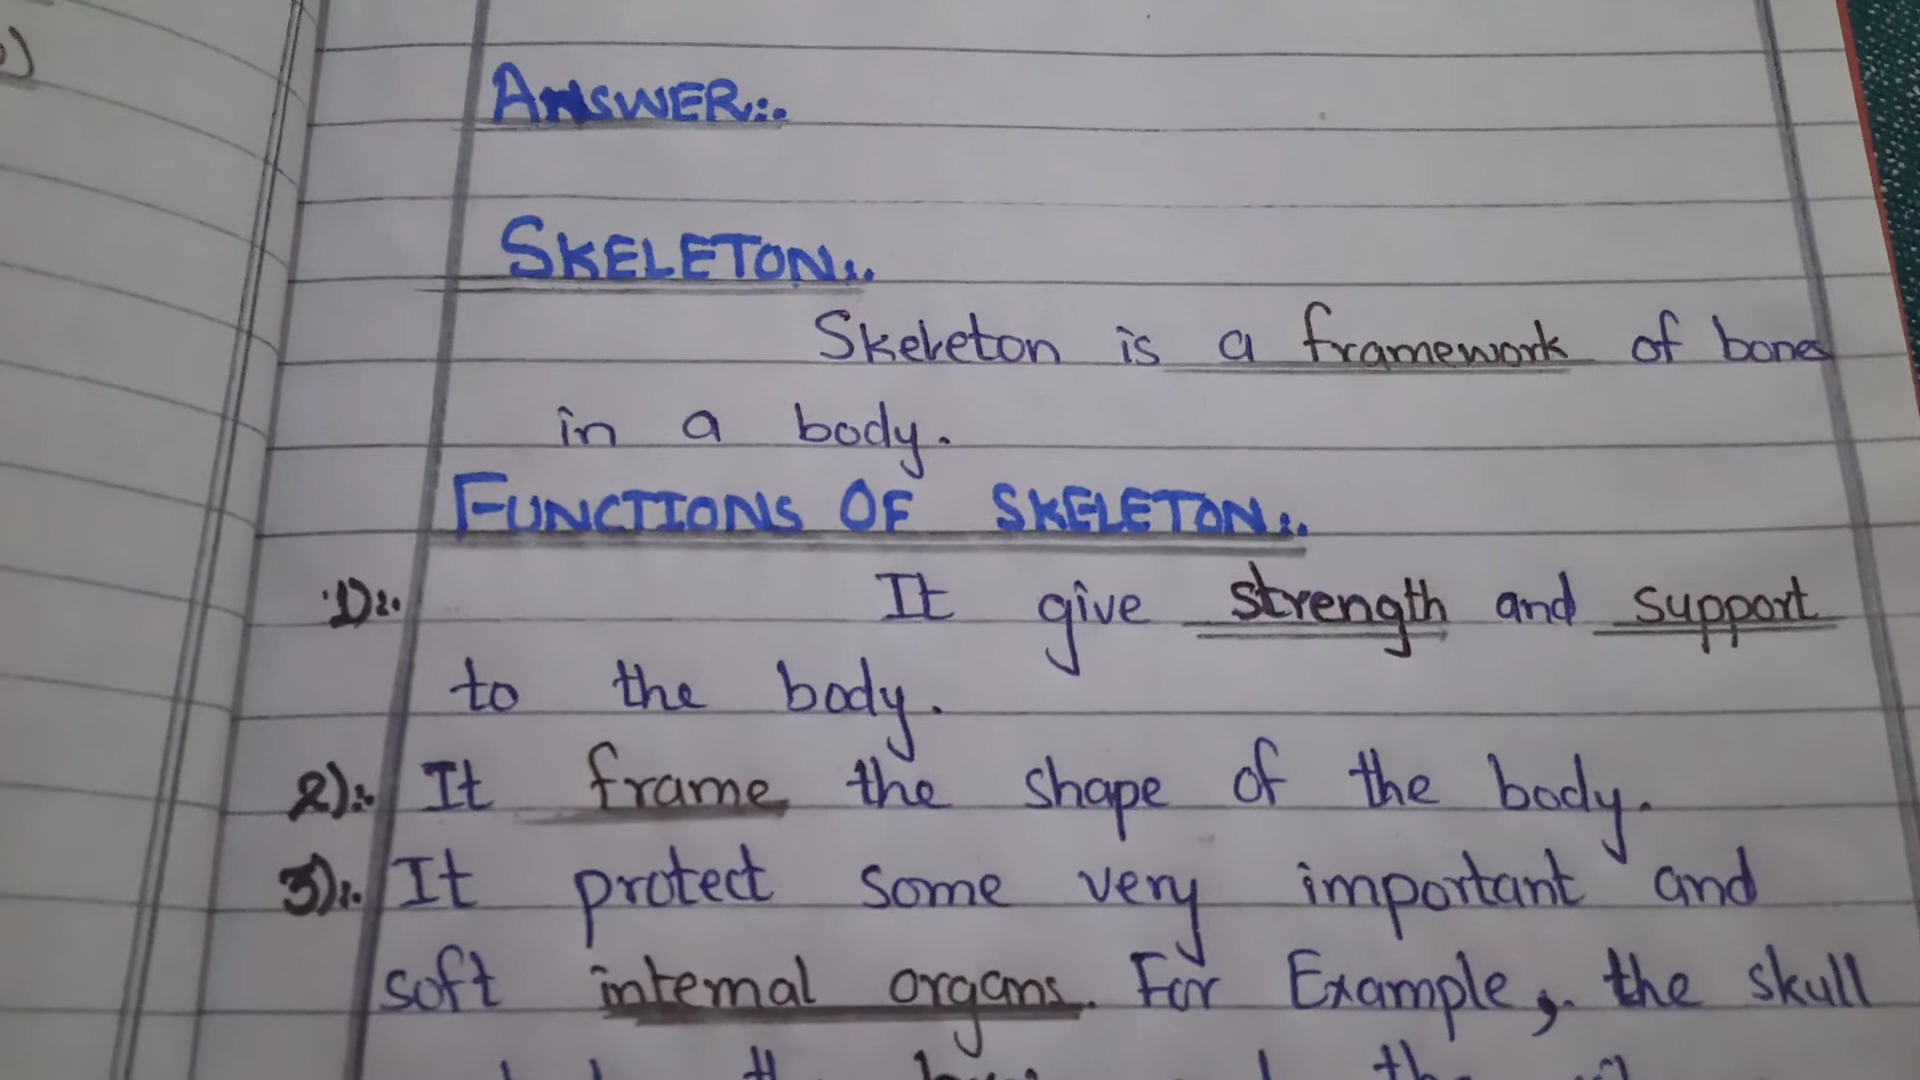 ANSWER:.
SKELETON:.
Skeleton is a framework of bones
in a body.
FUNCTIONS OF SKELETON:.
1):. It give strength and support
to the body.
2):. It frame the shape of the body.
3):. It protect some very important and
soft internal organs. For Example, the skull